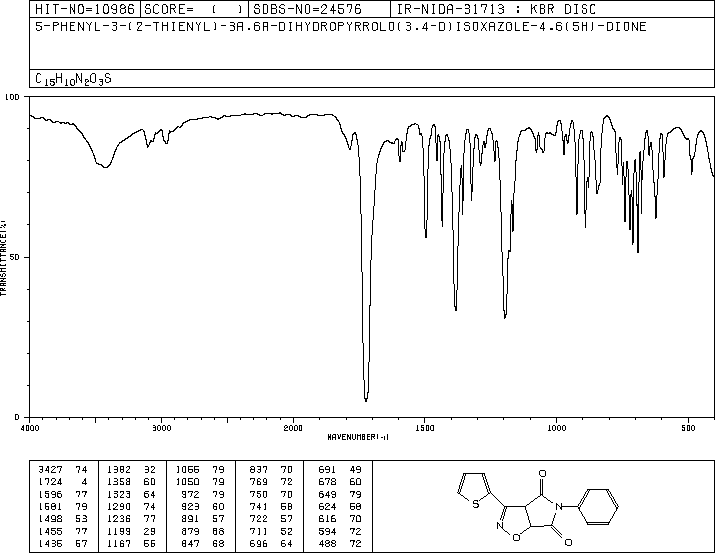 HIT-NO=10986 SCORE= ( ) SDBS-NO=24576 IR-NIDA-31713 : KBR DISC
5-PHENYL-3-(2-THIENYL)-3A,6A-DIHYDROPYRROLO(3,4-D)ISOXAZOLE-4,6(5H)-DIONE
C15H10N2O3S
100
50
0
TRANSMITTANCE(%)
4000 3000 2000 1500 1000 500
WAVENUMBER(-1)
3427 74 1382 32 1066 79 837 70 691 49
1724 4 1358 60 1050 79 769 72 678 60
1596 77 1323 64 972 79 750 70 649 79
1581 79 1290 74 923 60 741 58 624 58
1498 53 1236 77 891 57 722 57 616 70
1455 77 1199 29 879 68 711 52 594 72
1436 57 1167 55 847 68 696 64 488 72
S N O O N O